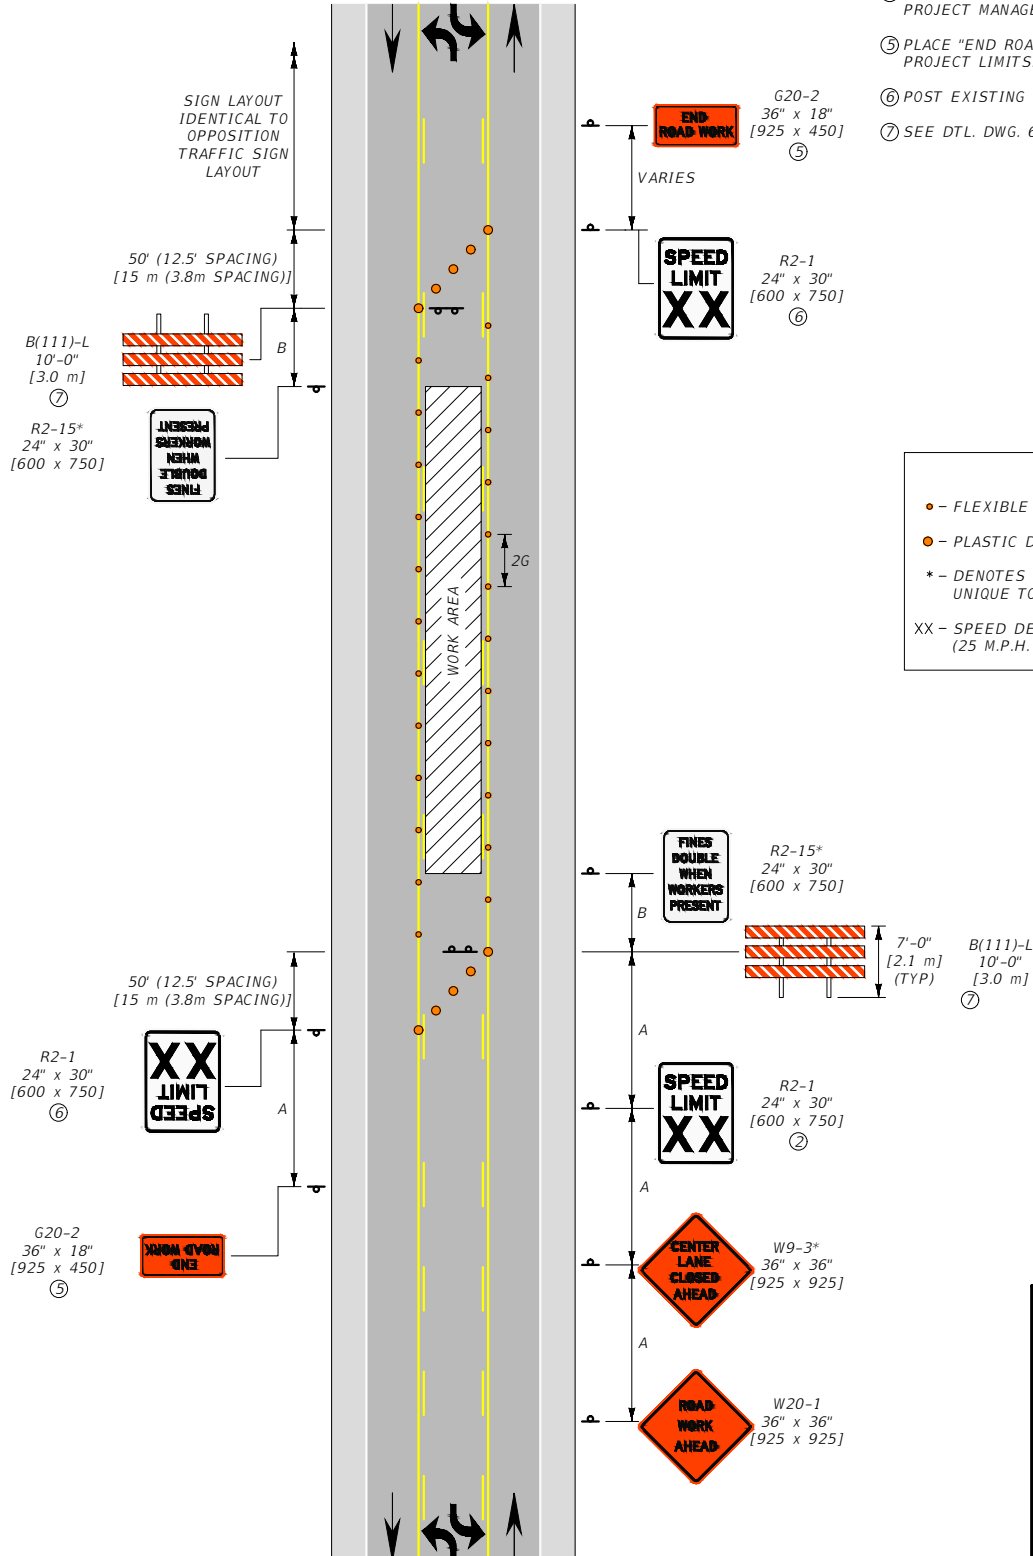 PROJECT MANAGE
⑤ PLACE "END ROA
PROJECT LIMITS.
⑥ POST EXISTING
⑦ SEE DTL. DWG. 6
SIGN LAYOUT
IDENTICAL TO
OPPOSITION
TRAFFIC SIGN
LAYOUT
END
ROAD WORK
G20-2
36" x 18"
[925 x 450]
⑤
VARIES
50' (12.5' SPACING)
[15 m (3.8m SPACING)]
SPEED
LIMIT
XX
R2-1
24" x 30"
[600 x 750]
⑥
B(111)-L
10'-0"
[3.0 m]
⑦
B
R2-15*
24" x 30"
[600 x 750]
FINES
DOUBLE
WHEN
WORKERS
PRESENT
2G
WORK AREA
- FLEXIBLE
- PLASTIC D
* - DENOTES
UNIQUE TO
XX - SPEED DE
(25 M.P.H.
FINES
DOUBLE
WHEN
WORKERS
PRESENT
R2-15*
24" x 30"
[600 x 750]
B
7'-0"
[2.1 m]
(TYP)
B(111)-L
10'-0"
[3.0 m]
⑦
50' (12.5' SPACING)
[15 m (3.8m SPACING)]
A
R2-1
24" x 30"
[600 x 750]
⑥
SPEED
LIMIT
XX
A
SPEED
LIMIT
XX
R2-1
24" x 30"
[600 x 750]
②
A
G20-2
36" x 18"
[925 x 450]
⑤
END
ROAD WORK
CENTER
LANE
CLOSED
AHEAD
W9-3*
36" x 36"
[925 x 925]
A
ROAD
WORK
AHEAD
W20-1
36" x 36"
[925 x 925]